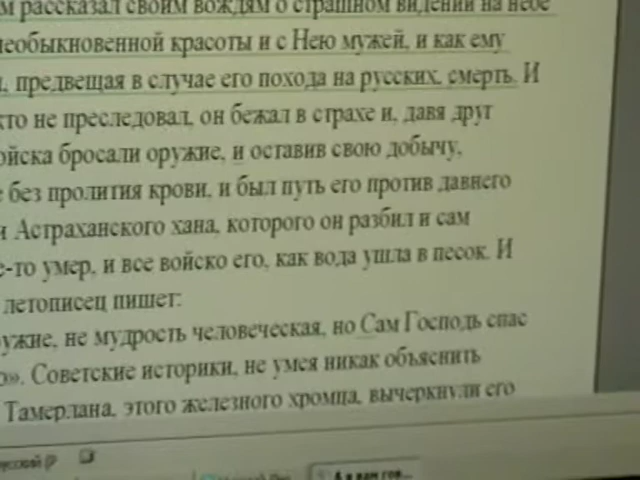 м рассказал своим вождям о страшном видении на небе
необыкновенной красоты и с Нею мужей, и как ему
, предвещая в случае его похода на русских, смерть. И
кто не преследовал, он бежал в страхе и, давя друг
ойска бросали оружие, и оставив свою добычу,
е без пролития крови, и был путь его против давнего
и Астраханского хана, которого он разбил и сам
е-то умер, и все войско его, как вода ушла в песок. И
летописец пишет:
ужие, не мудрость человеческая, но Сам Господь спас
о». Советские историки, не умея никак объяснить
Тамерлана, этого железного хромца, вычеркнули его
усский (Р
А я вам гов...